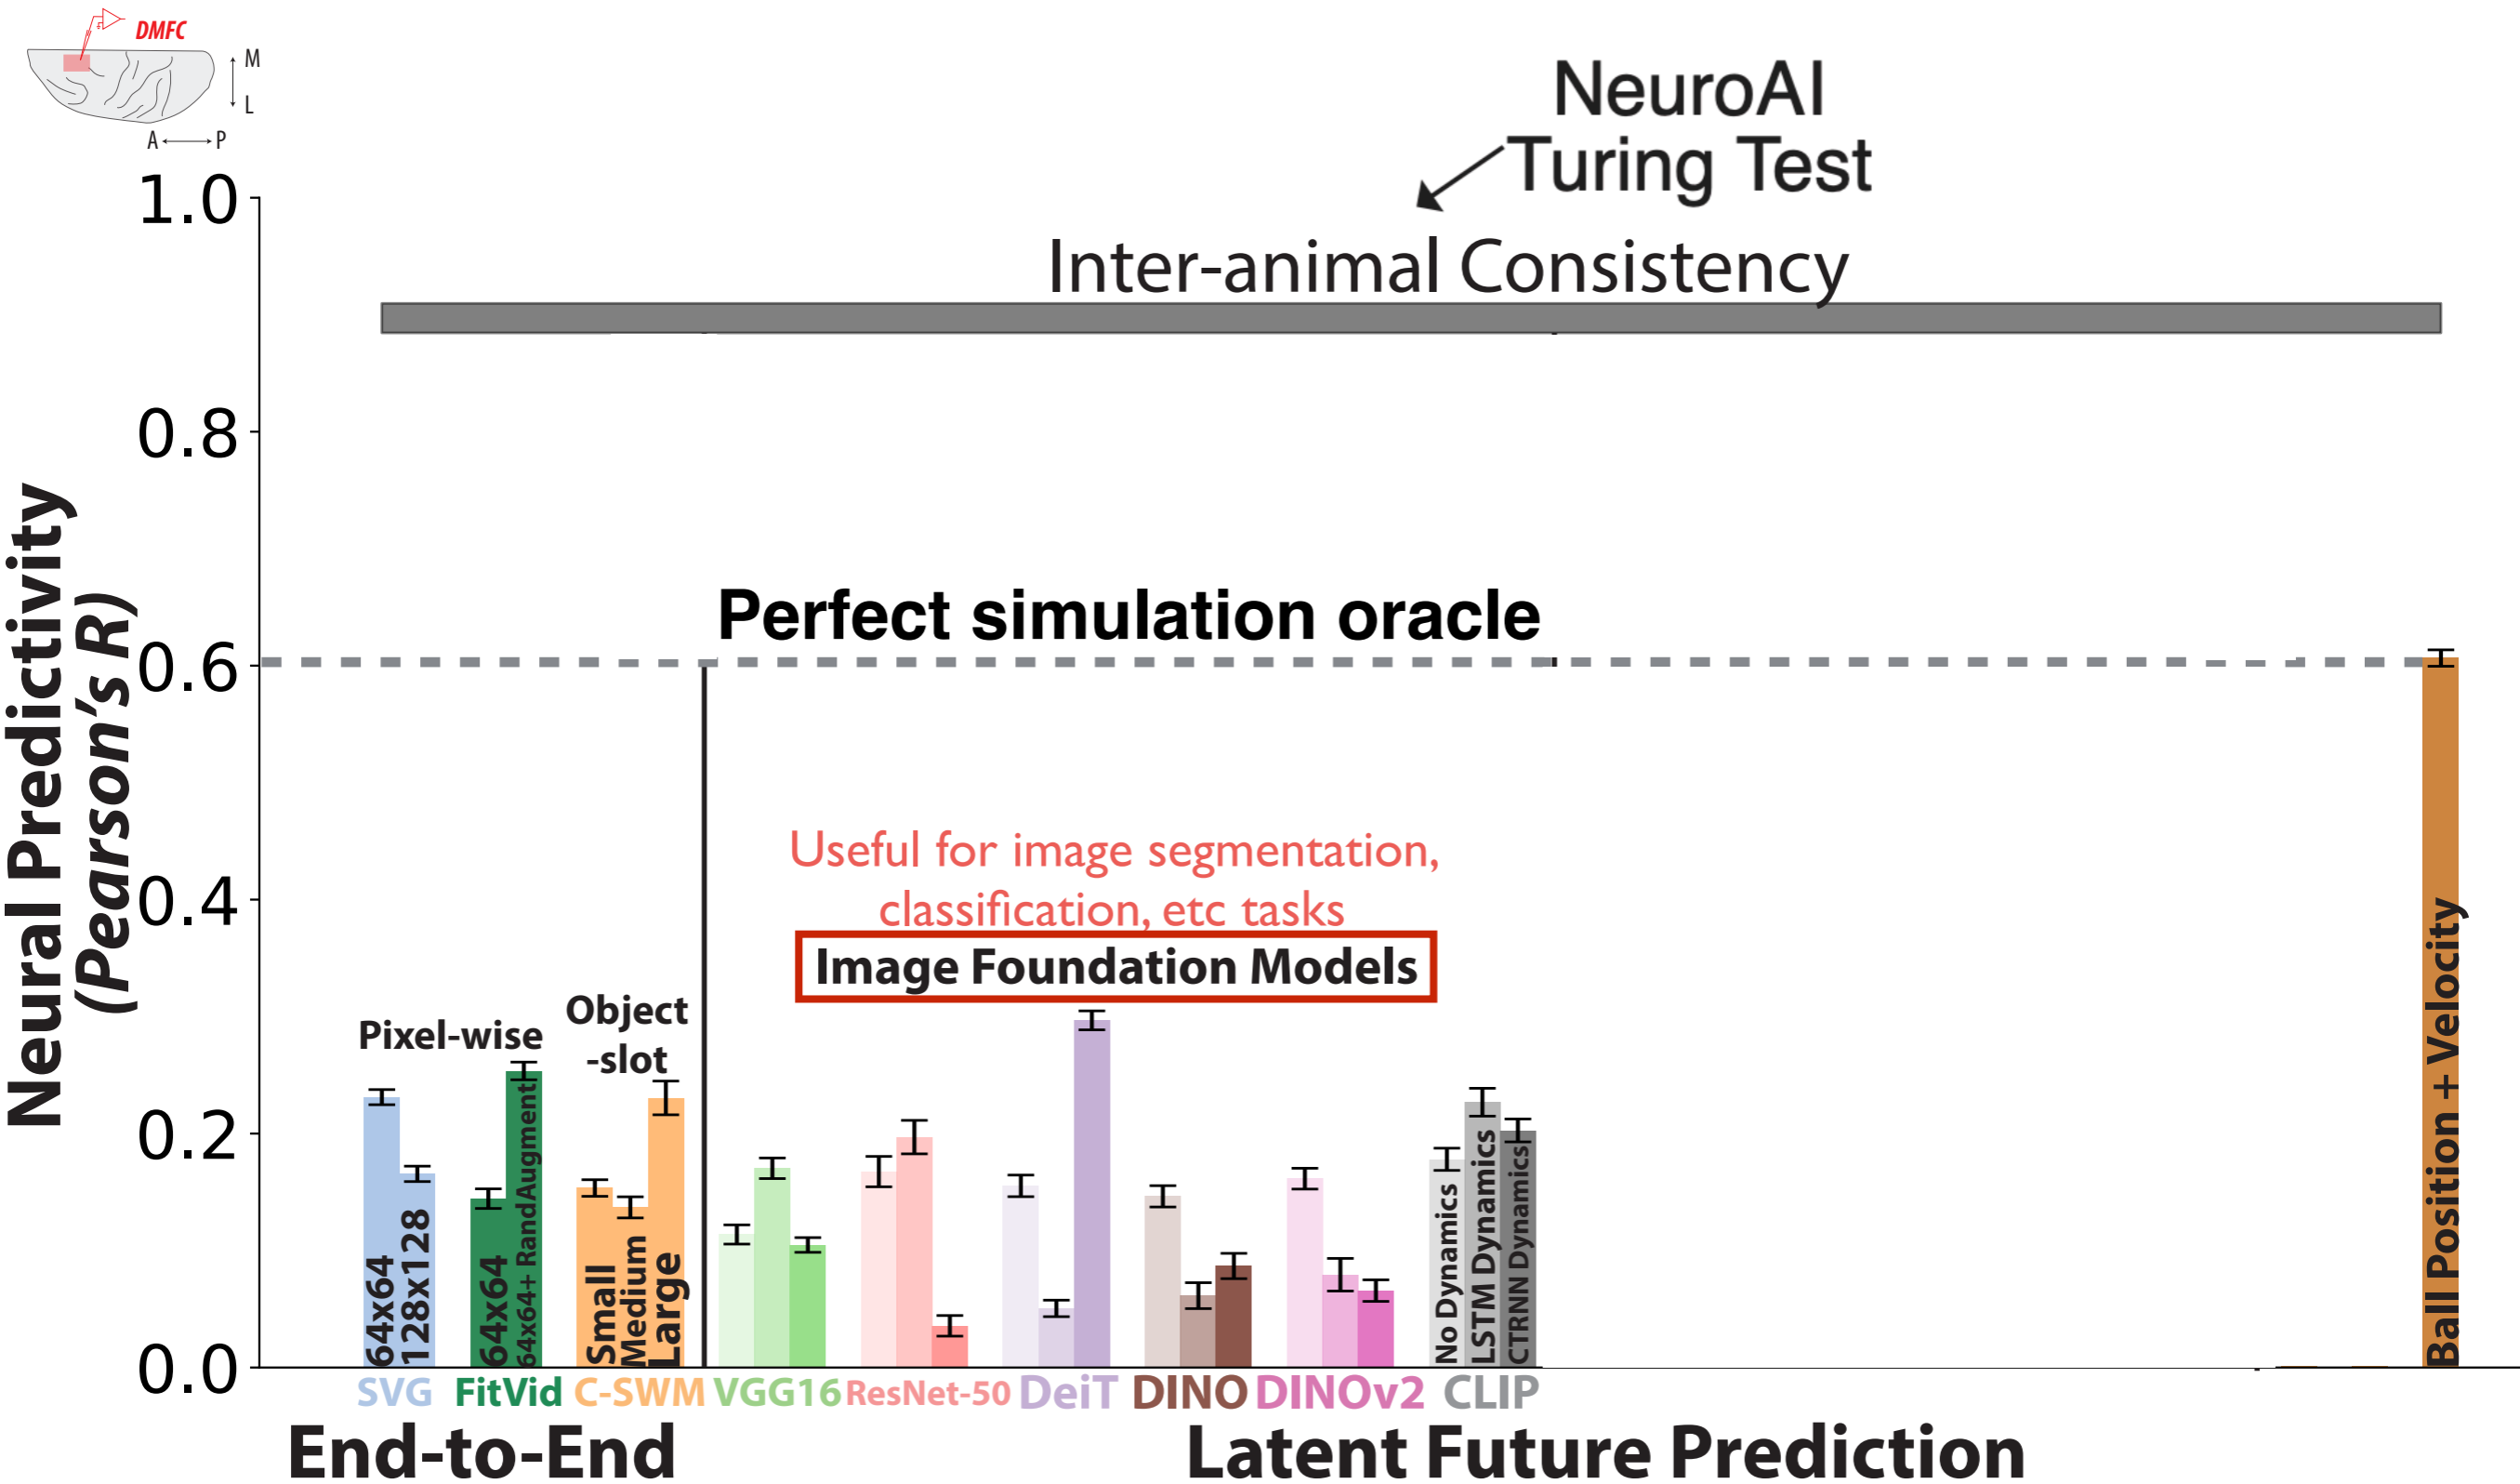 DMFC
M
L
A
P
NeuroAI
Turing Test
Inter-animal Consistency
1.0
0.8
0.6
0.4
0.2
0.0
Neural Predictivity
(Pearson's R)
Perfect simulation oracle
Useful for image segmentation,
classification, etc tasks
Image Foundation Models
Pixel-wise
Object
-slot
64x64
128x128
64x64
64x64+ RandAugment
Small
Medium
Large
No Dynamics
LSTM Dynamics
CTRNN Dynamics
Ball Position + Velocity
SVG
FitVid
C-SWM
VGG16
ResNet-50
DeiT
DINO
DINOv2
CLIP
End-to-End
Latent Future Prediction